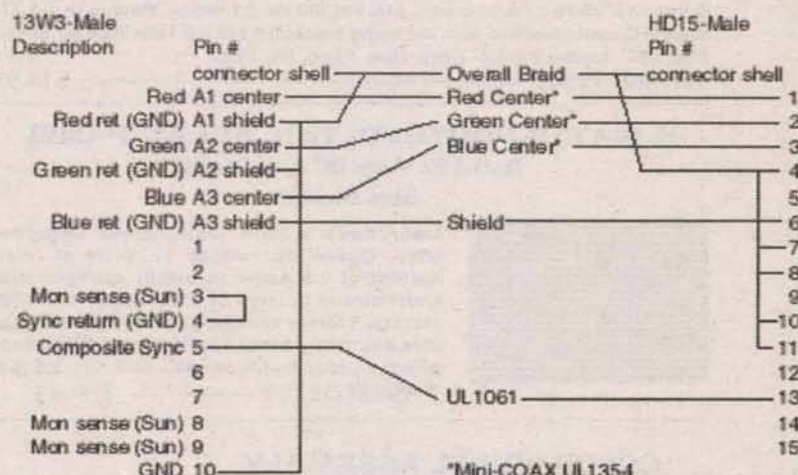 13W3-Male HD15-Male
Description Pin # Pin #
connector shell Overall Braid connector shell
Red A1 center Red Center* 1
Red ret (GND) A1 shield Green Center* 2
Green A2 center Blue Center* 3
Green ret (GND) A2 shield 4
Blue A3 center 5
Blue ret (GND) A3 shield Shield 6
1 7
2 8
Mon sense (Sun) 3 9
Sync return (GND) 4 10
Composite Sync 5 11
6 12
7 UL1061 13
Mon sense (Sun) 8 14
Mon sense (Sun) 9 15
GND 10 *Mini-COAX UL1354